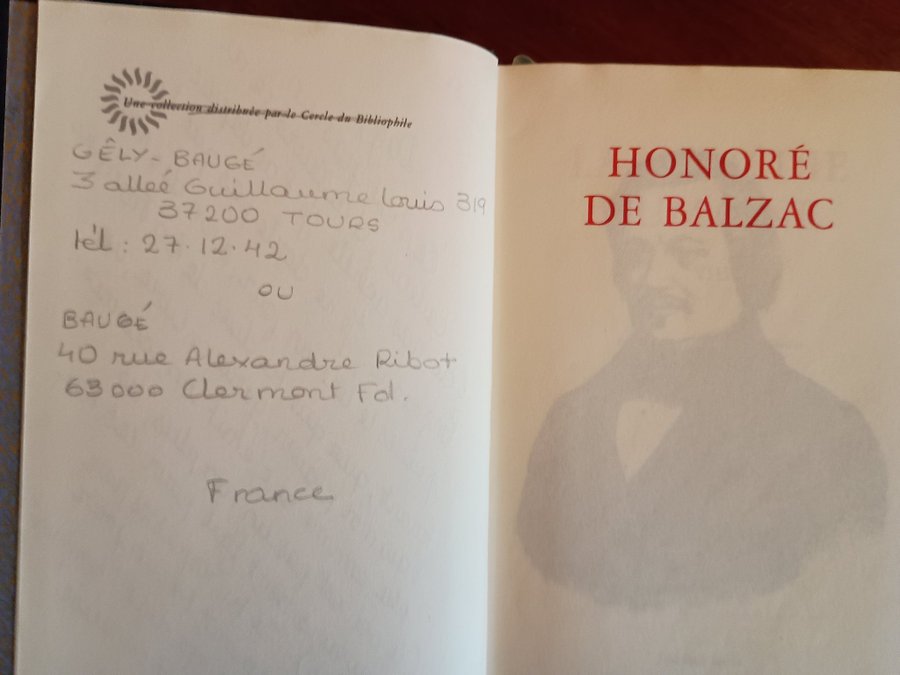 Une collection distribuée par le Cercle du Bibliophile
GÊLY-BAUGÉ
3 alleé Guillaume Louis 319
37200 TOURS
tél : 27.12.42
OU
BAUGÉ
40 rue Alexandre Ribot
63000 Clermont Fd.
France
HONORÉ
DE BALZAC